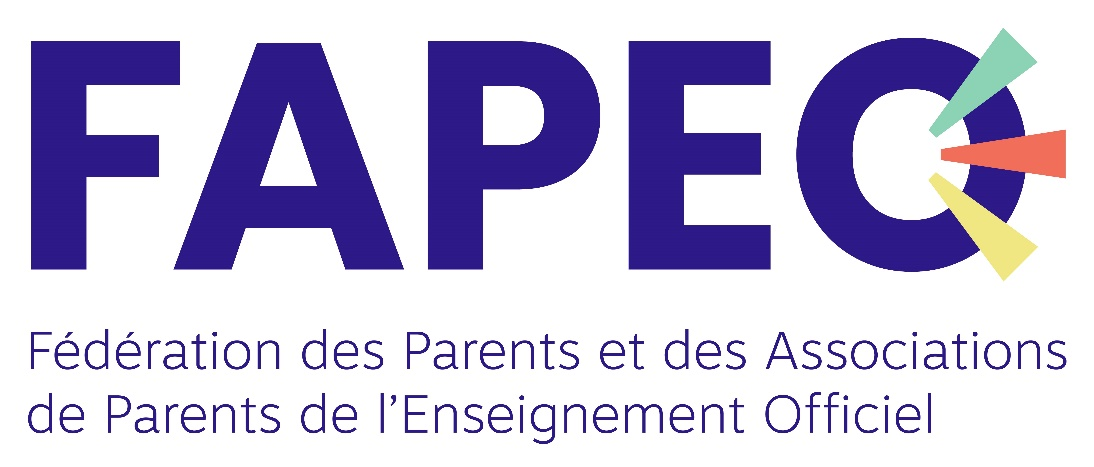 FAPEO
Fédération des Parents et des Associations
de Parents de l'Enseignement Officiel